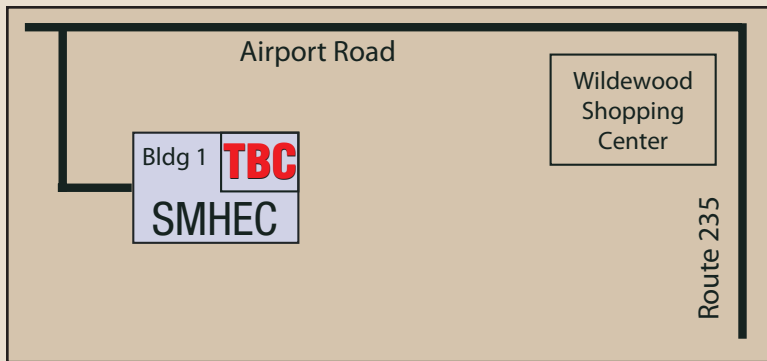 Airport Road
Wildewood
Shopping
Center
Bldg 1
TBC
SMHEC
Route 235